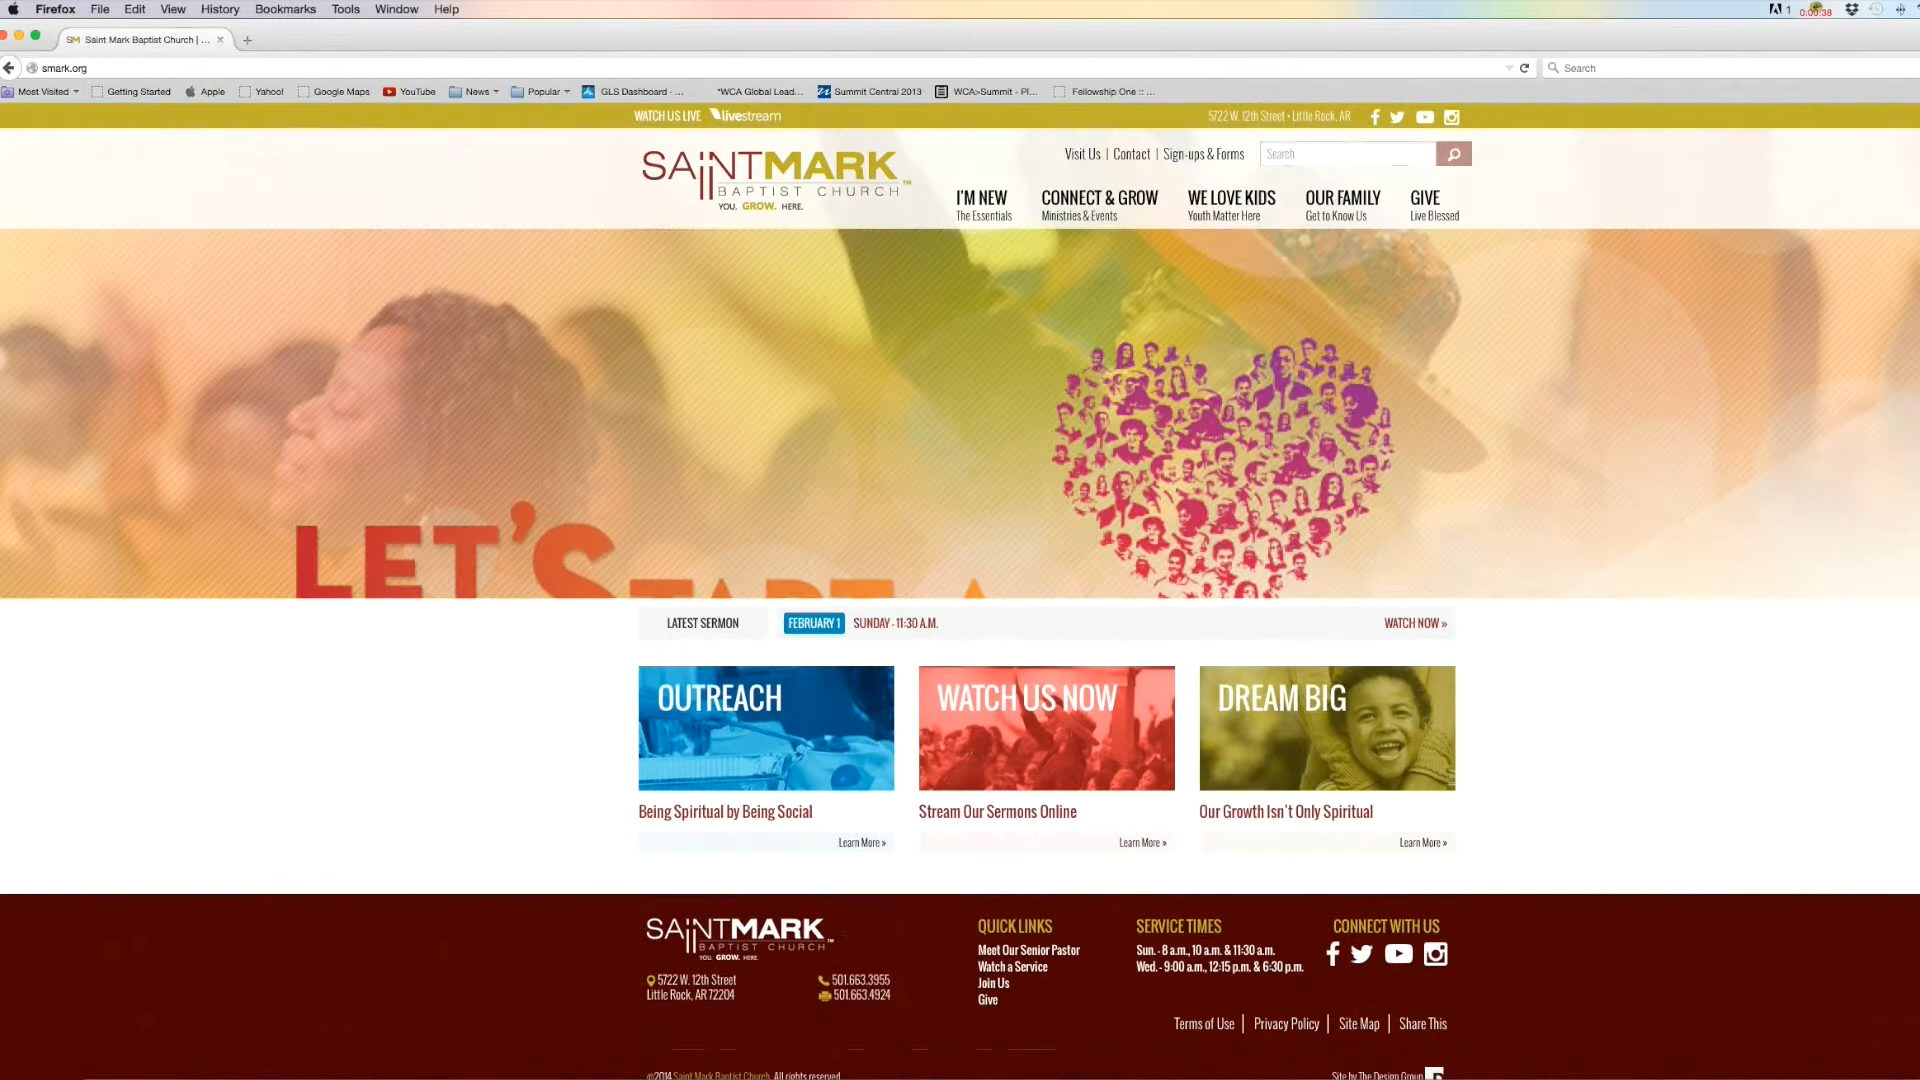 Firefox File Edit View History Bookmarks Tools Window Help
1 0:00:38
SM Saint Mark Baptist Church | ...
smark.org
Search
Most Visited Getting Started Apple Yahoo! Google Maps YouTube News Popular GLS Dashboard - ... *WCA Global Lead... Summit Central 2013 WCA>Summit - Pl... Fellowship One :: ...
WATCH US LIVE livestream
5722 W. 12th Street • Little Rock, AR
Visit Us | Contact | Sign-ups & Forms
Search
SAINTMARK
BAPTIST CHURCH™
YOU. GROW. HERE.
I'M NEW
The Essentials
CONNECT & GROW
Ministries & Events
WE LOVE KIDS
Youth Matter Here
OUR FAMILY
Get to Know Us
GIVE
Live Blessed
LET'S
START A
LATEST SERMON
FEBRUARY 1 SUNDAY - 11:30 A.M.
WATCH NOW »
OUTREACH
Being Spiritual by Being Social
Learn More »
WATCH US NOW
Stream Our Sermons Online
Learn More »
DREAM BIG
Our Growth Isn't Only Spiritual
Learn More »
SAINTMARK
BAPTIST CHURCH™
YOU. GROW. HERE.
5722 W. 12th Street
Little Rock, AR 72204
501.663.3955
501.663.4924
QUICK LINKS
Meet Our Senior Pastor
Watch a Service
Join Us
Give
SERVICE TIMES
Sun. - 8 a.m., 10 a.m. & 11:30 a.m.
Wed. - 9:00 a.m., 12:15 p.m. & 6:30 p.m.
CONNECT WITH US
Terms of Use | Privacy Policy | Site Map | Share This
©2014 Saint Mark Baptist Church. All rights reserved.
Site by The Design Group